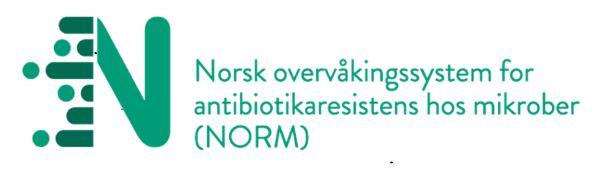 N
Norsk overvåkingssystem for
antibiotikaresistens hos mikrober
(NORM)